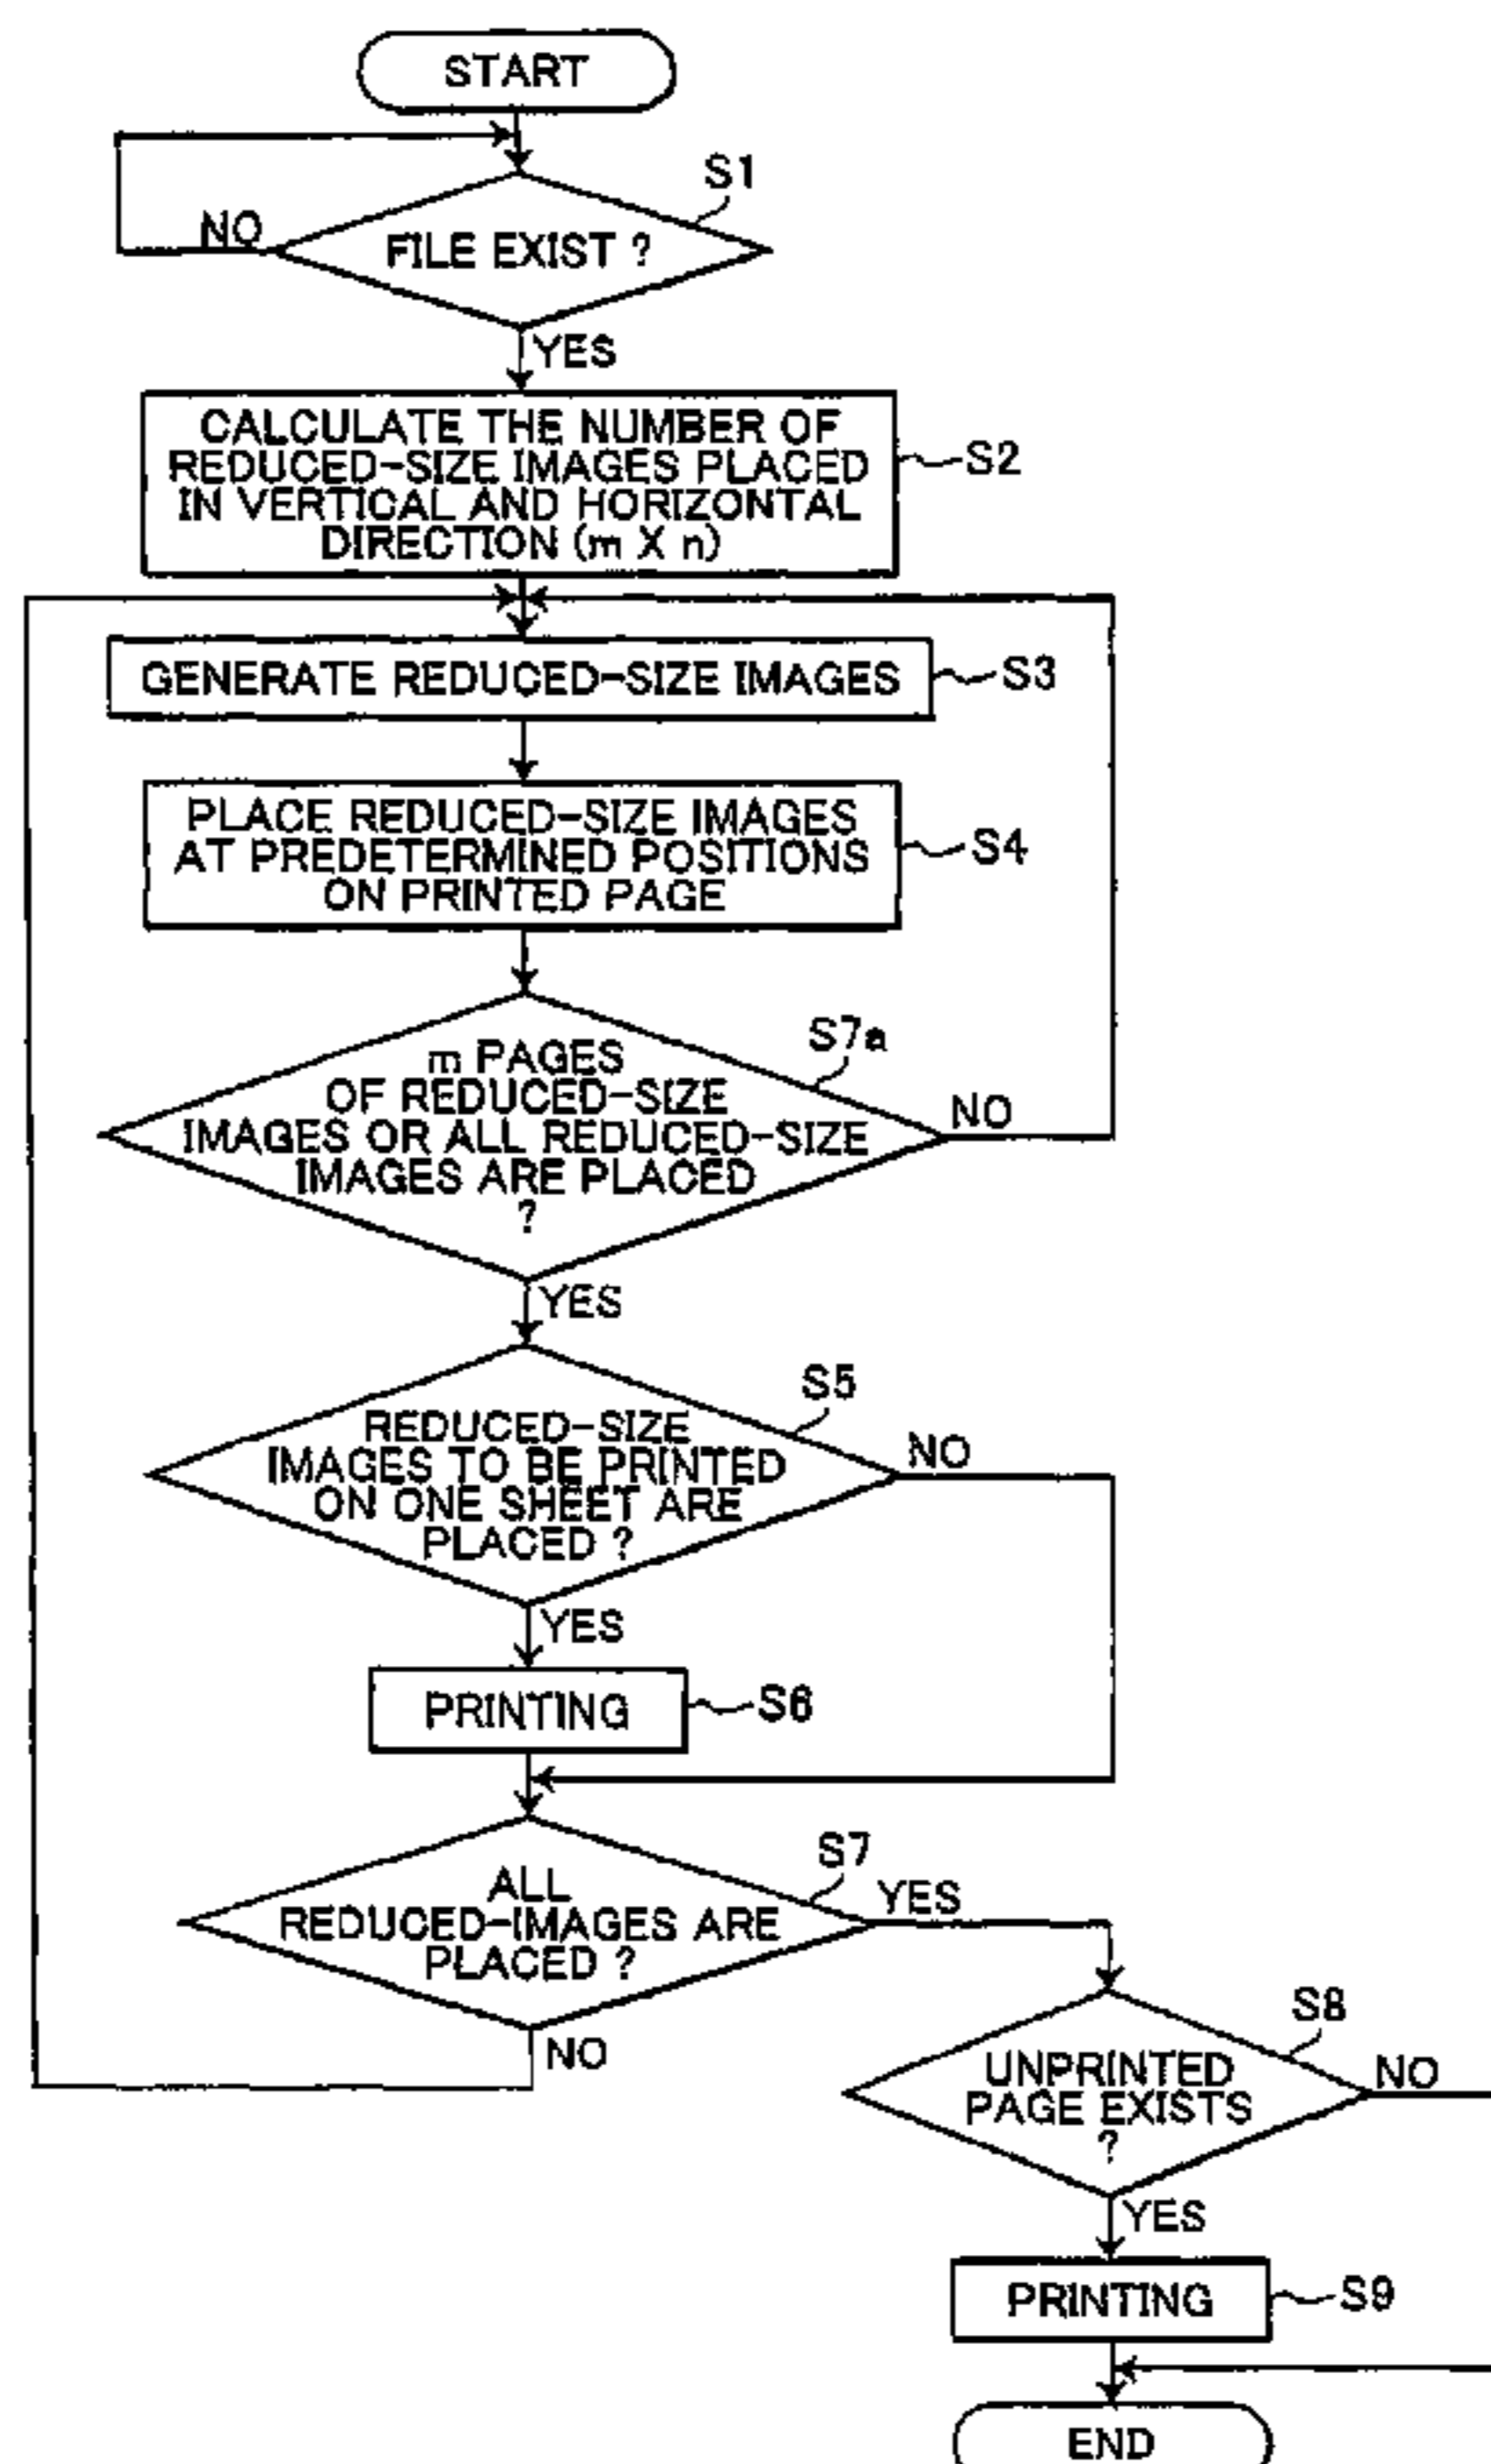 START
S1
NO
FILE EXIST ?
YES
CALCULATE THE NUMBER OF
REDUCED-SIZE IMAGES PLACED
IN VERTICAL AND HORIZONTAL
DIRECTION (m X n)
S2
GENERATE REDUCED-SIZE IMAGES
S3
PLACE REDUCED-SIZE IMAGES
AT PREDETERMINED POSITIONS
ON PRINTED PAGE
S4
S7a
m PAGES
OF REDUCED-SIZE
IMAGES OR ALL REDUCED-SIZE
IMAGES ARE PLACED
?
NO
YES
S5
REDUCED-SIZE
IMAGES TO BE PRINTED
ON ONE SHEET ARE
PLACED ?
NO
YES
PRINTING
S6
S7
ALL
REDUCED-IMAGES ARE
PLACED ?
YES
NO
S8
UNPRINTED
PAGE EXISTS
?
NO
YES
PRINTING
S9
END